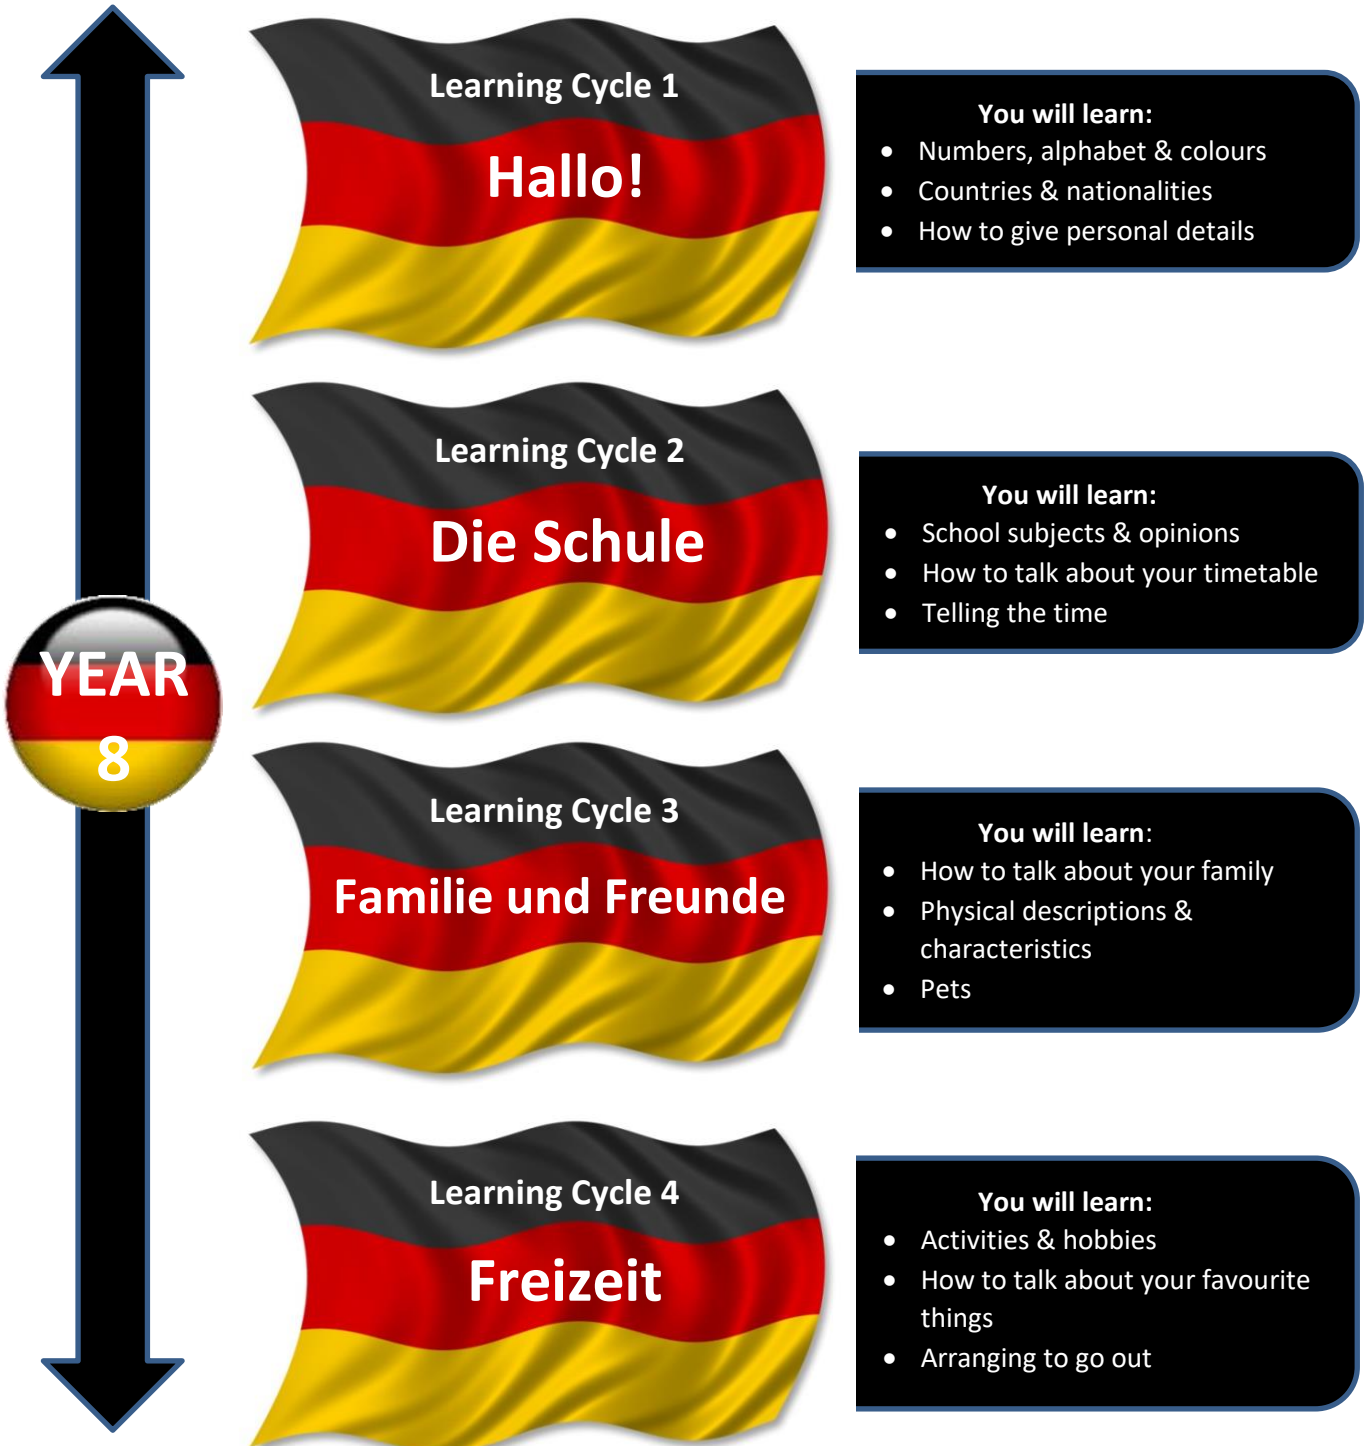 Learning Cycle 1
Hallo!
You will learn:
• Numbers, alphabet & colours
• Countries & nationalities
• How to give personal details
Learning Cycle 2
Die Schule
You will learn:
• School subjects & opinions
• How to talk about your timetable
• Telling the time
YEAR
8
Learning Cycle 3
Familie und Freunde
You will learn:
• How to talk about your family
• Physical descriptions &
characteristics
• Pets
Learning Cycle 4
Freizeit
You will learn:
• Activities & hobbies
• How to talk about your favourite
things
• Arranging to go out